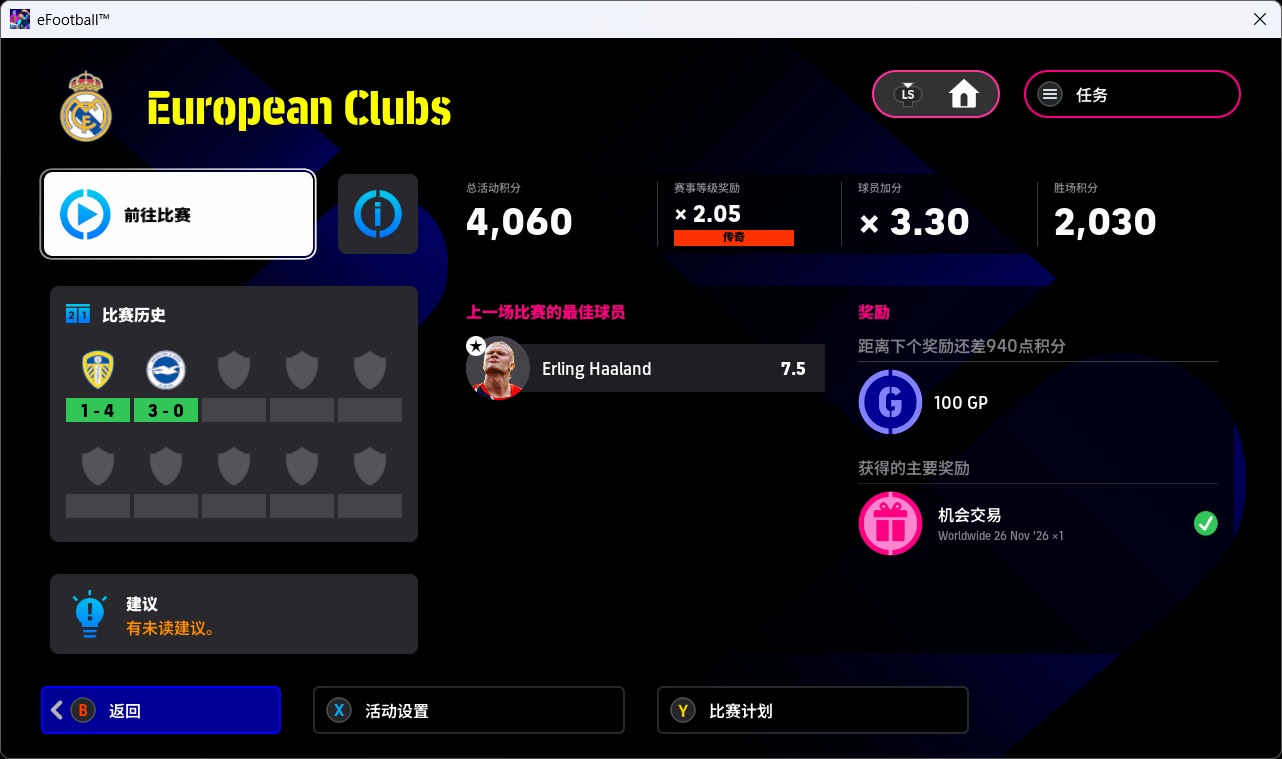 eFootball™
European Clubs
LS
任务
前往比赛
总活动积分
4,060
赛事等级奖励
× 2.05
传奇
球员加分
× 3.30
胜场积分
2,030
2 1 比赛历史
1 - 4
3 - 0
上一场比赛的最佳球员
Erling Haaland 7.5
奖励
距离下个奖励还差940点积分
G 100 GP
获得的主要奖励
机会交易
Worldwide 26 Nov '26 ×1
建议
有未读建议。
B 返回
X 活动设置
Y 比赛计划